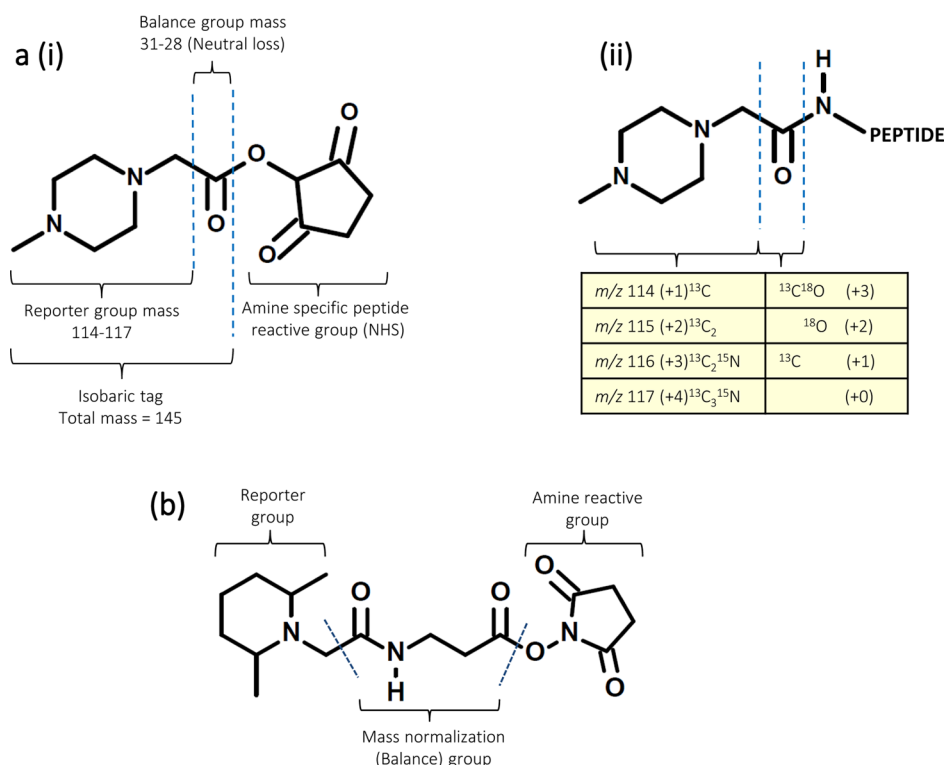 Balance group mass
31-28 (Neutral loss)
a (i)
(ii)
O
O
O
O
N
N
Reporter group mass
114-117
Amine specific peptide
reactive group (NHS)
Isobaric tag
Total mass = 145
H
N
N
N
O
PEPTIDE
m/z 114 (+1)¹³C ¹³C¹⁸O (+3)
m/z 115 (+2)¹³C₂ ¹⁸O (+2)
m/z 116 (+3)¹³C₂¹⁵N ¹³C (+1)
m/z 117 (+4)¹³C₃¹⁵N (+0)
(b)
Reporter
group
Amine reactive
group
O
O
O
N
N
H
O
N
O
Mass normalization
(Balance) group